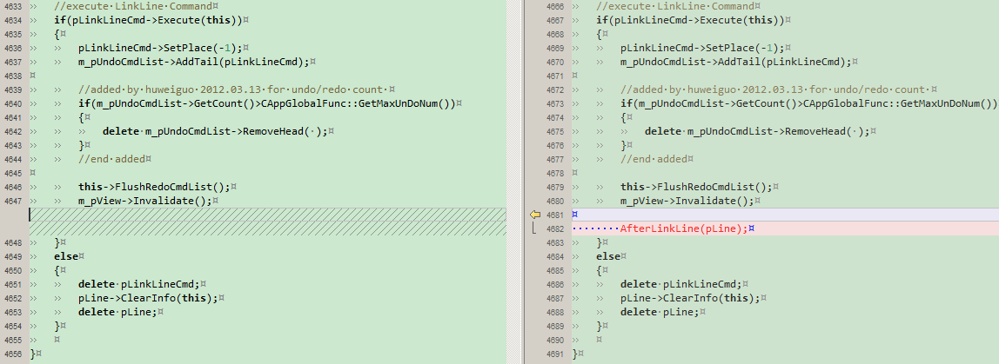 4633 //execute LinkLine Command
4634 if(pLinkLineCmd->Execute(this))
4635 {
4636 pLinkLineCmd->SetPlace(-1);
4637 m_pUndoCmdList->AddTail(pLinkLineCmd);
4638
4639 //added by huweiguo 2012.03.13 for undo/redo count
4640 if(m_pUndoCmdList->GetCount()>CAppGlobalFunc::GetMaxUnDoNum())
4641 {
4642 delete m_pUndoCmdList->RemoveHead( );
4643 }
4644 //end added
4645
4646 this->FlushRedoCmdList();
4647 m_pView->Invalidate();
4648 }
4649 else
4650 {
4651 delete pLinkLineCmd;
4652 pLine->ClearInfo(this);
4653 delete pLine;
4654 }
4655
4656 }
4666 //execute LinkLine Command
4667 if(pLinkLineCmd->Execute(this))
4668 {
4669 pLinkLineCmd->SetPlace(-1);
4670 m_pUndoCmdList->AddTail(pLinkLineCmd);
4671
4672 //added by huweiguo 2012.03.13 for undo/redo count
4673 if(m_pUndoCmdList->GetCount()>CAppGlobalFunc::GetMaxUnDoNum())
4674 {
4675 delete m_pUndoCmdList->RemoveHead( );
4676 }
4677 //end added
4678
4679 this->FlushRedoCmdList();
4680 m_pView->Invalidate();
4681
4682 AfterLinkLine(pLine);
4683 }
4684 else
4685 {
4686 delete pLinkLineCmd;
4687 pLine->ClearInfo(this);
4688 delete pLine;
4689 }
4690
4691 }